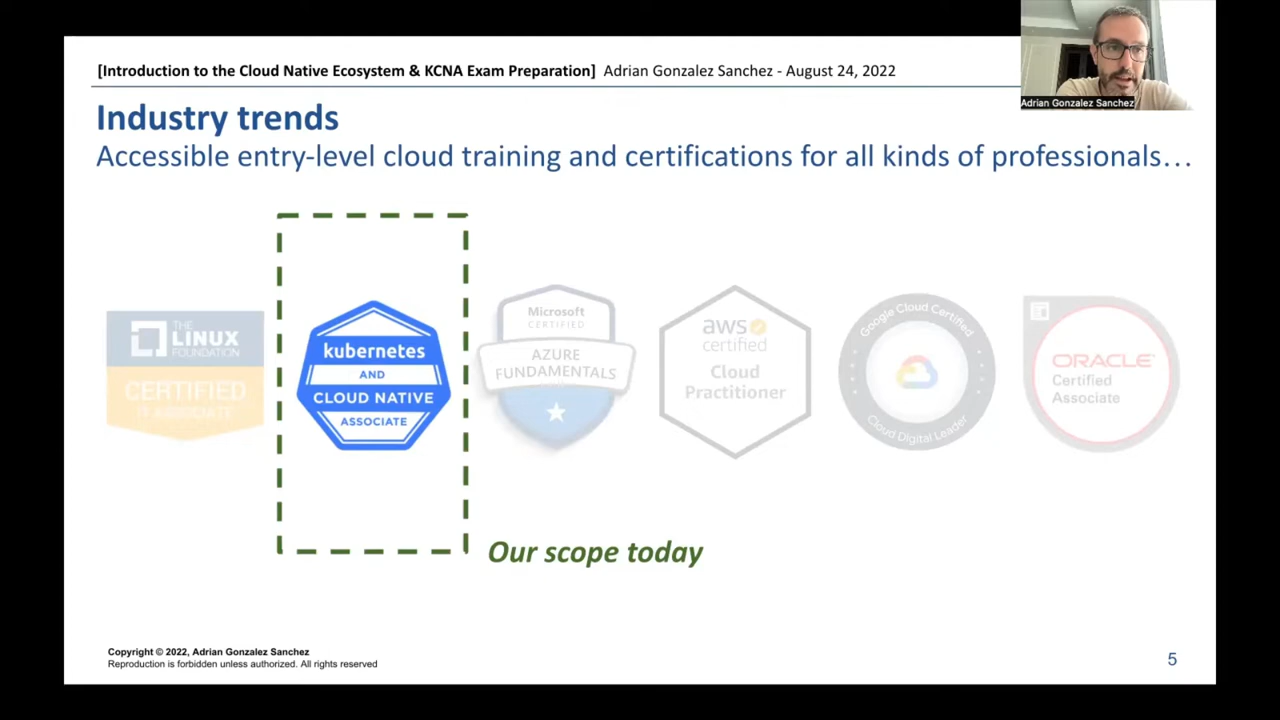 [Introduction to the Cloud Native Ecosystem & KCNA Exam Preparation] Adrian Gonzalez Sanchez - August 24, 2022
Adrian Gonzalez Sanchez
Industry trends
Accessible entry-level cloud training and certifications for all kinds of professionals…
THE
LINUX
FOUNDATION
CERTIFIED
IT ASSOCIATE
kubernetes
AND
CLOUD NATIVE
ASSOCIATE
Microsoft
CERTIFIED
AZURE
FUNDAMENTALS
aws
certified
Cloud
Practitioner
Google Cloud Certified
Cloud Digital Leader
ORACLE
Certified
Associate
Our scope today
Copyright © 2022, Adrian Gonzalez Sanchez
Reproduction is forbidden unless authorized. All rights reserved
5